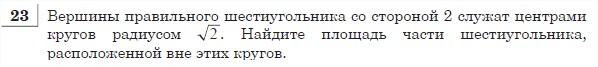 23 Вершины правильного шестиугольника со стороной 2 служат центрами
кругов радиусом √2. Найдите площадь части шестиугольника,
расположенной вне этих кругов.